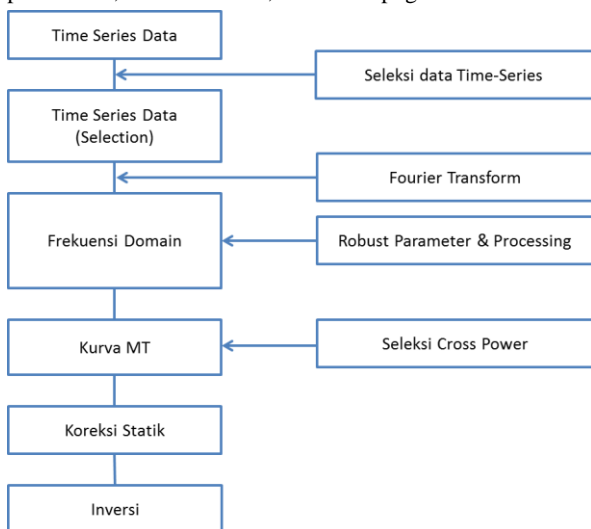 Time Series Data
Seleksi data Time-Series
Time Series Data
(Selection)
Fourier Transform
Frekuensi Domain
Robust Parameter & Processing
Kurva MT
Seleksi Cross Power
Koreksi Statik
Inversi